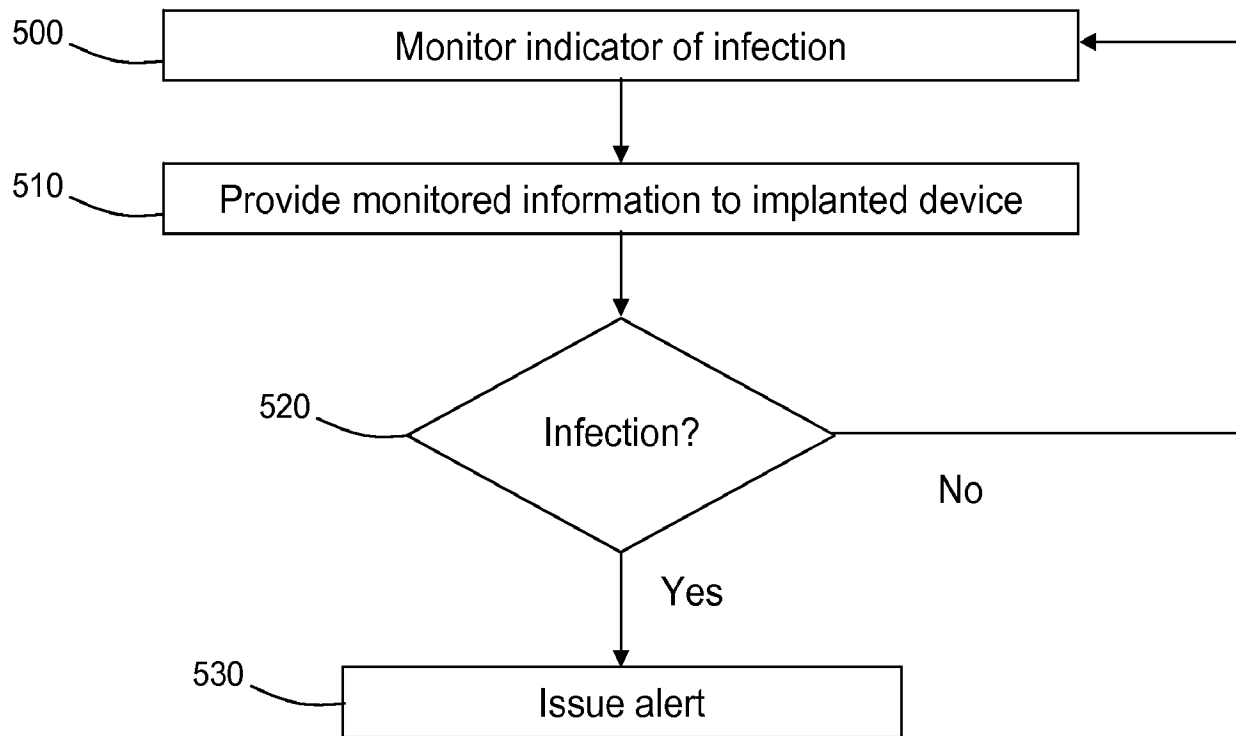 500
Monitor indicator of infection
510
Provide monitored information to implanted device
520
Infection?
No
Yes
530
Issue alert